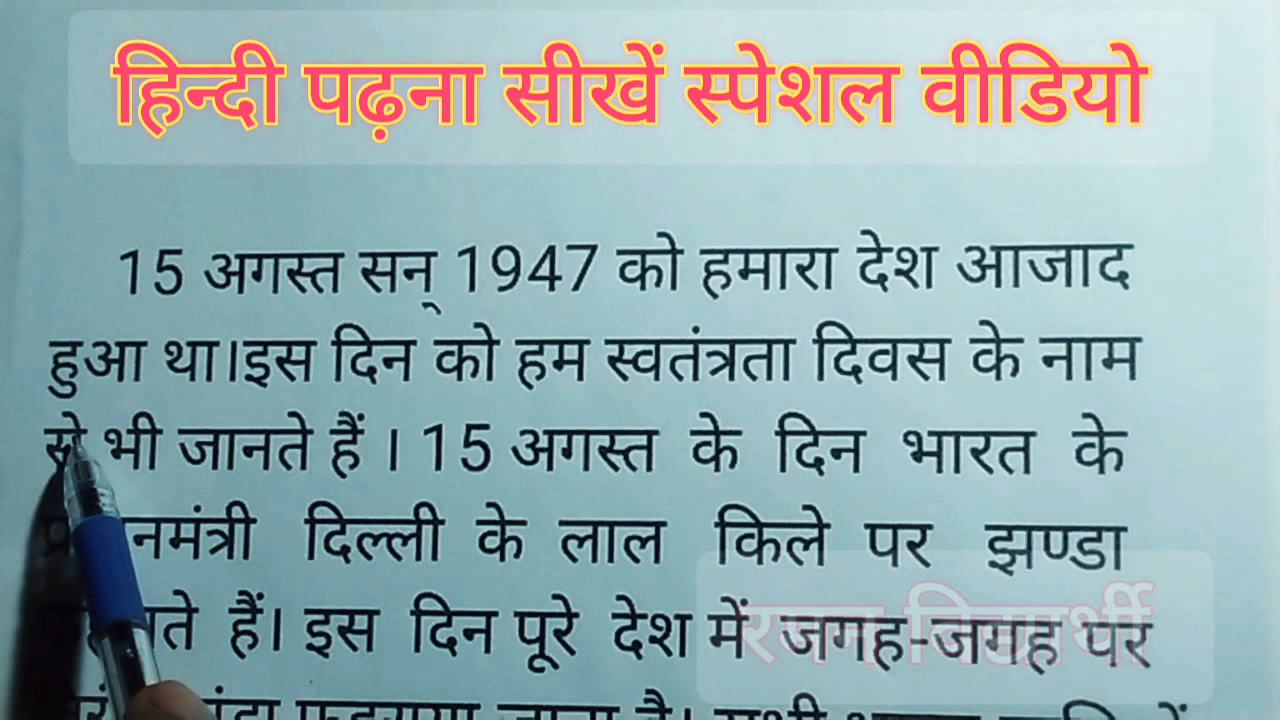 हिन्दी पढ़ना सीखें स्पेशल वीडियो
15 अगस्त सन् 1947 को हमारा देश आजाद
हुआ था।इस दिन को हम स्वतंत्रता दिवस के नाम
से भी जानते हैं । 15 अगस्त के दिन भारत के
दिल्ली के लाल किले पर झण्डा
हैं। इस दिन पूरे देश में जगह-जगह पर
विद्यार्थी